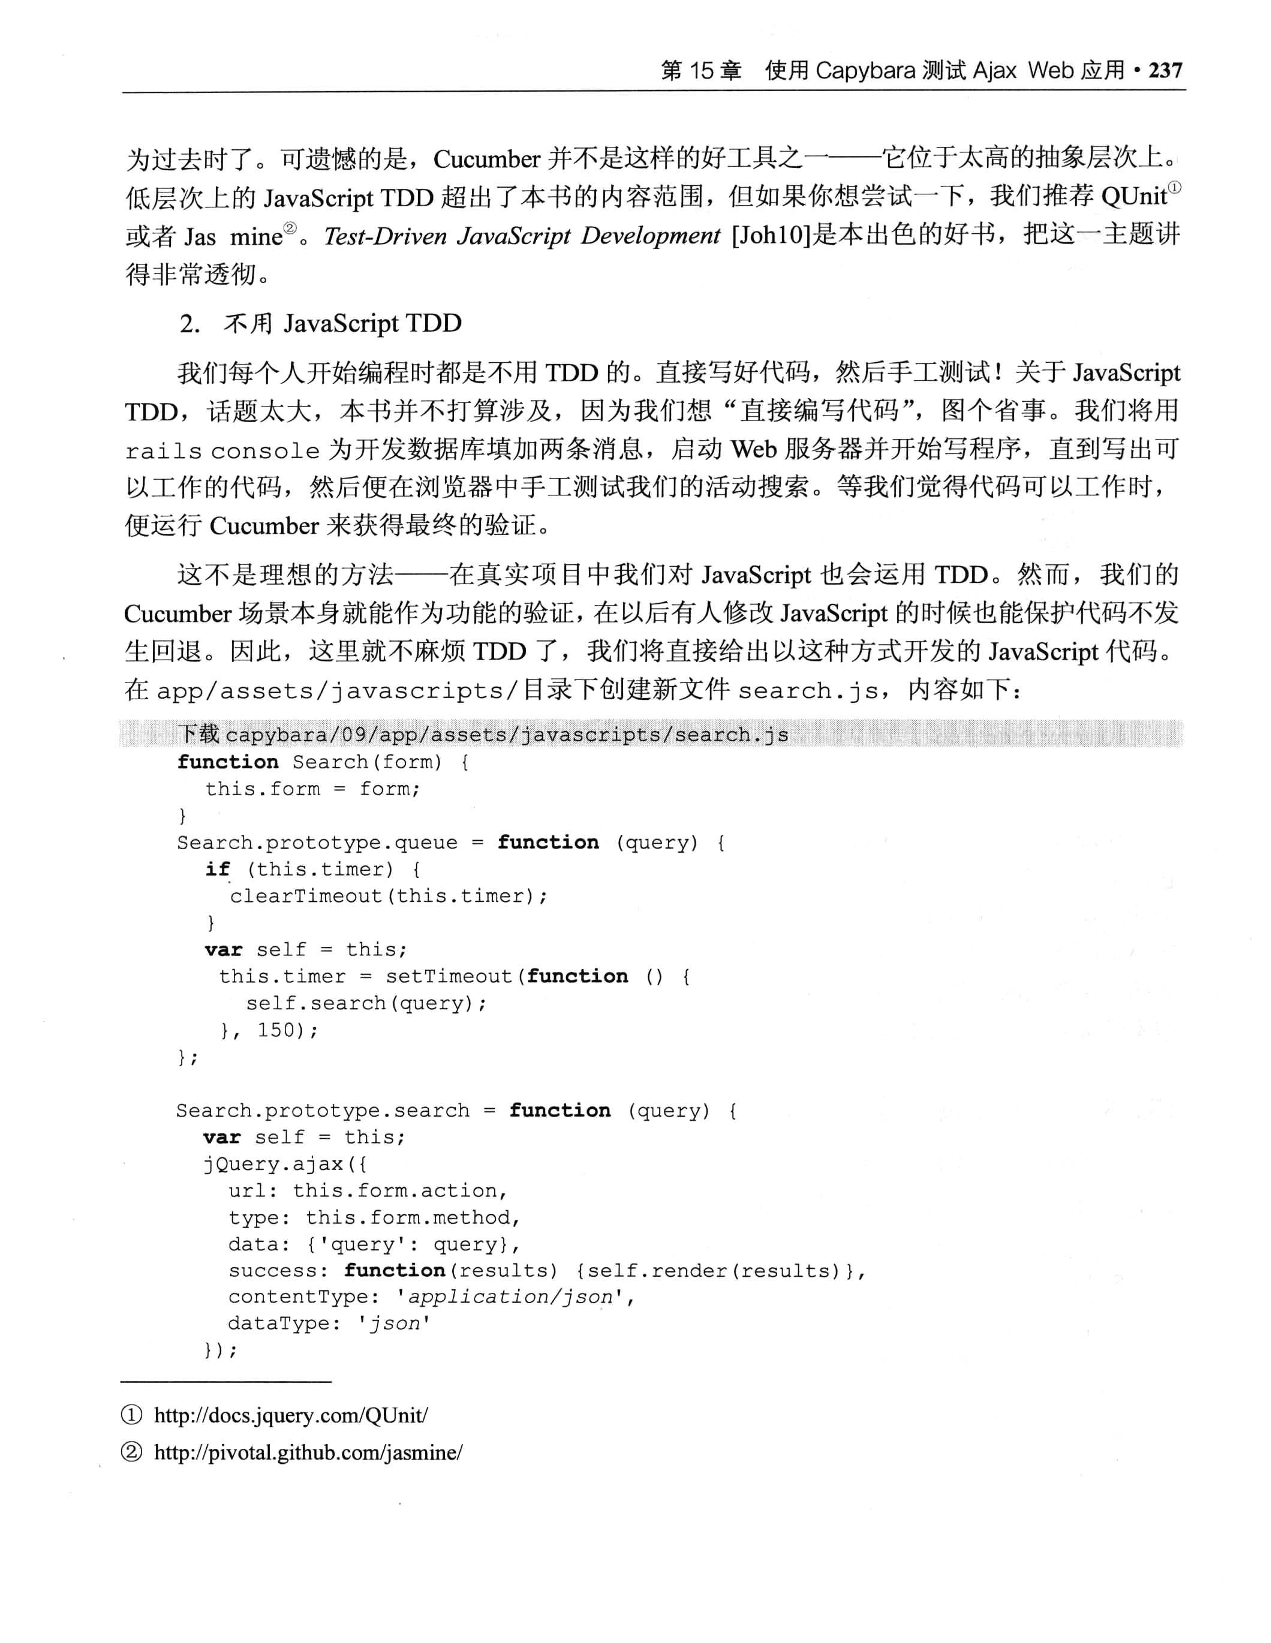 第 15 章 使用 Capybara 测试 Ajax Web 应用 • 237
为过去时了。可遗憾的是，Cucumber 并不是这样的好工具之一——它位于太高的抽象层次上。
低层次上的 JavaScript TDD 超出了本书的内容范围，但如果你想尝试一下，我们推荐 QUnit①
或者 Jas mine②。Test-Driven JavaScript Development [Joh10]是本出色的好书，把这一主题讲
得非常透彻。
2. 不用 JavaScript TDD
我们每个人开始编程时都是不用 TDD 的。直接写好代码，然后手工测试！关于 JavaScript
TDD，话题太大，本书并不打算涉及，因为我们想“直接编写代码”，图个省事。我们将用
rails console 为开发数据库填加两条消息，启动 Web 服务器并开始写程序，直到写出可
以工作的代码，然后便在浏览器中手工测试我们的活动搜索。等我们觉得代码可以工作时，
便运行 Cucumber 来获得最终的验证。
这不是理想的方法——在真实项目中我们对 JavaScript 也会运用 TDD。然而，我们的
Cucumber 场景本身就能作为功能的验证，在以后有人修改 JavaScript 的时候也能保护代码不发
生回退。因此，这里就不麻烦 TDD 了，我们将直接给出以这种方式开发的 JavaScript 代码。
在 app/assets/javascripts/目录下创建新文件 search.js，内容如下：
下载 capybara/09/app/assets/javascripts/search.js
function Search(form) {
  this.form = form;
}
Search.prototype.queue = function (query) {
  if (this.timer) {
    clearTimeout(this.timer);
  }
  var self = this;
   this.timer = setTimeout(function () {
     self.search(query);
   }, 150);
};
Search.prototype.search = function (query) {
  var self = this;
  jQuery.ajax({
    url: this.form.action,
    type: this.form.method,
    data: {'query': query},
    success: function(results) {self.render(results)},
    contentType: 'application/json',
    dataType: 'json'
  });
① http://docs.jquery.com/QUnit/
② http://pivotal.github.com/jasmine/